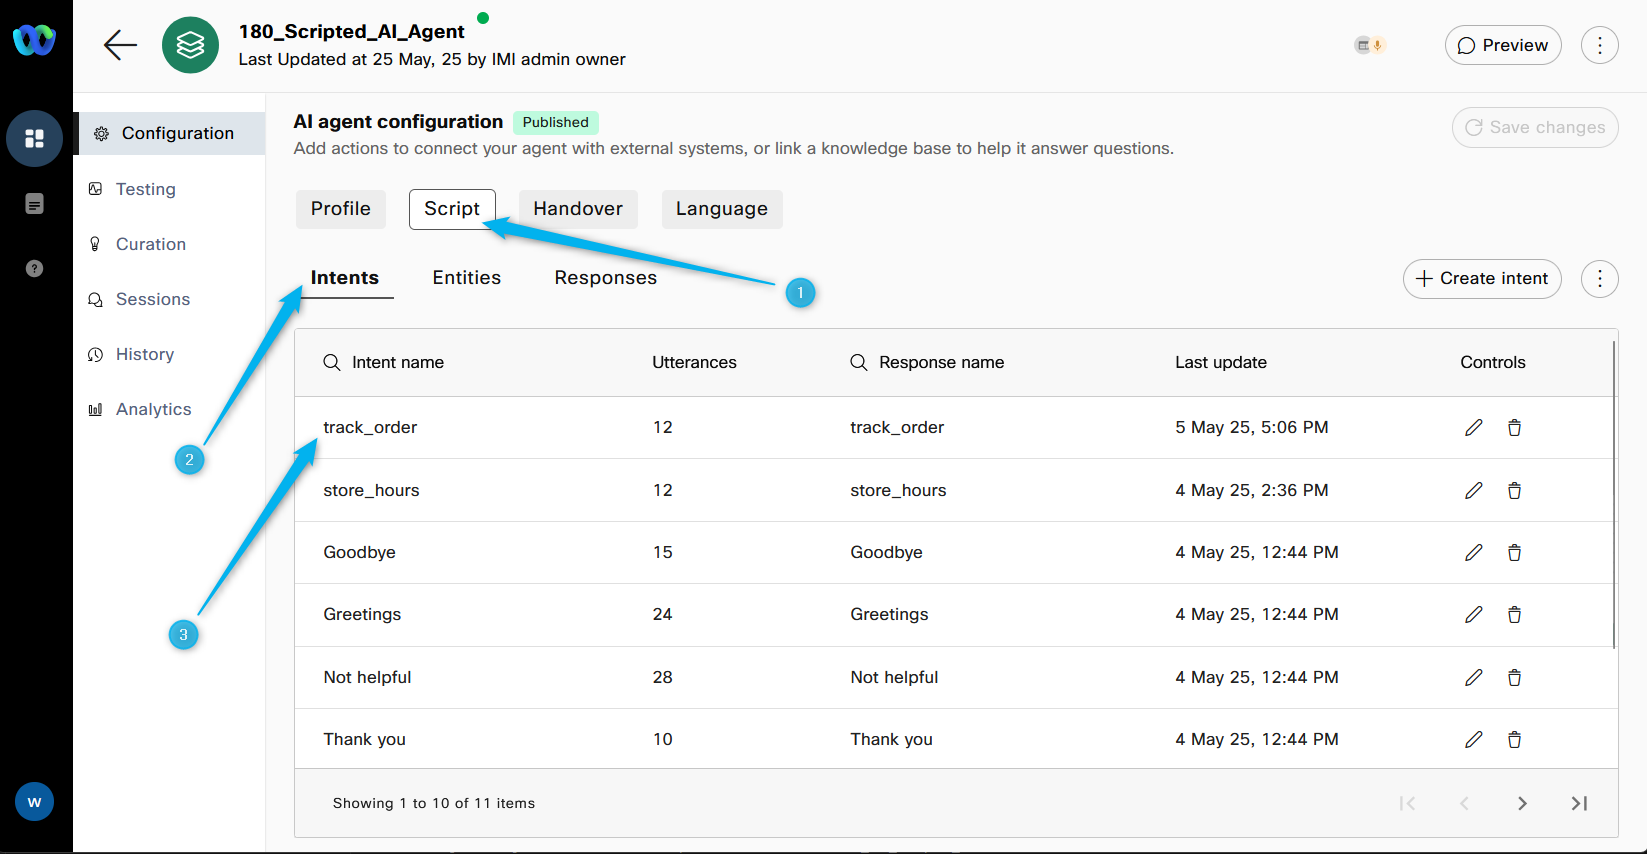 180_Scripted_AI_Agent
Last Updated at 25 May, 25 by IMI admin owner
Preview
Configuration
Testing
Curation
Sessions
History
Analytics
AI agent configuration
Published
Save changes
Add actions to connect your agent with external systems, or link a knowledge base to help it answer questions.
Profile
Script
Handover
Language
Intents
Entities
Responses
1
Create intent
Intent name
Utterances
Response name
Last update
Controls
track_order
12
track_order
5 May 25, 5:06 PM
2
store_hours
12
store_hours
4 May 25, 2:36 PM
Goodbye
15
Goodbye
4 May 25, 12:44 PM
Greetings
24
Greetings
4 May 25, 12:44 PM
3
Not helpful
28
Not helpful
4 May 25, 12:44 PM
Thank you
10
Thank you
4 May 25, 12:44 PM
Showing 1 to 10 of 11 items
W